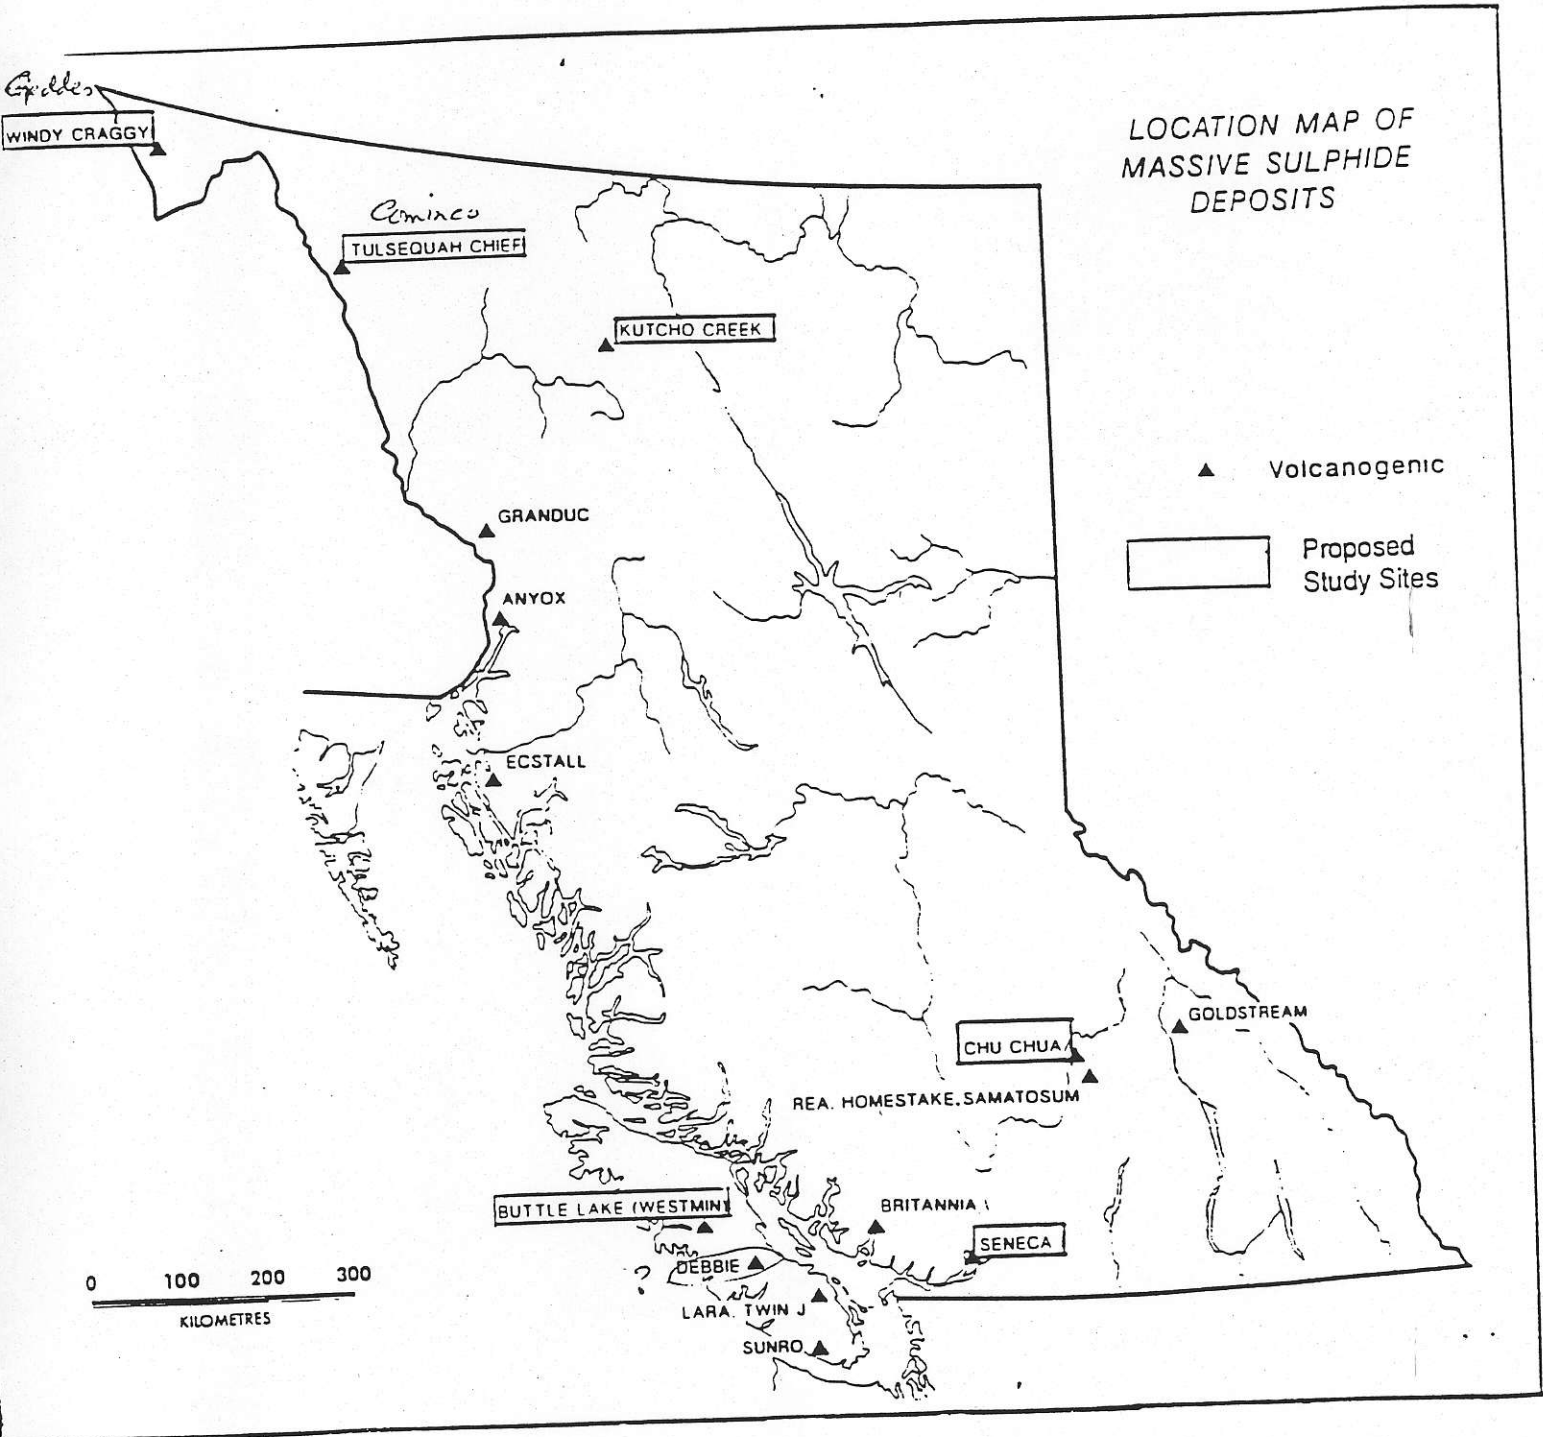 LOCATION MAP OF
MASSIVE SULPHIDE
DEPOSITS
Geddes
WINDY CRAGGY
Cominco
TULSEQUAH CHIEF
KUTCHO CREEK
▲ Volcanogenic
Proposed
Study Sites
GRANDUC
ANYOX
ECSTALL
GOLDSTREAM
CHU CHUA
REA. HOMESTAKE. SAMATOSUM
BUTTLE LAKE (WESTMIN)
BRITANNIA
SENECA
? DEBBIE
LARA. TWIN J
SUNRO
0 100 200 300
KILOMETRES